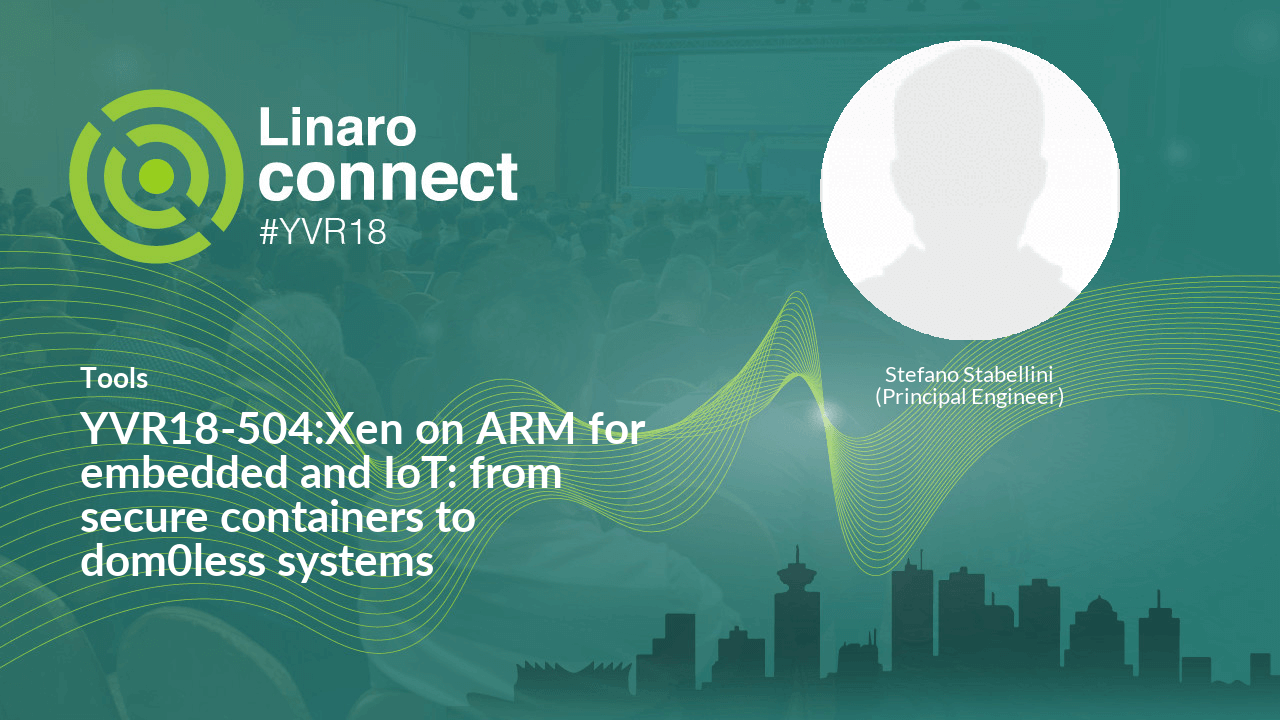 Linaro
connect
#YVR18
Stefano Stabellini
(Principal Engineer)
Tools
YVR18-504:Xen on ARM for
embedded and IoT: from
secure containers to
dom0less systems